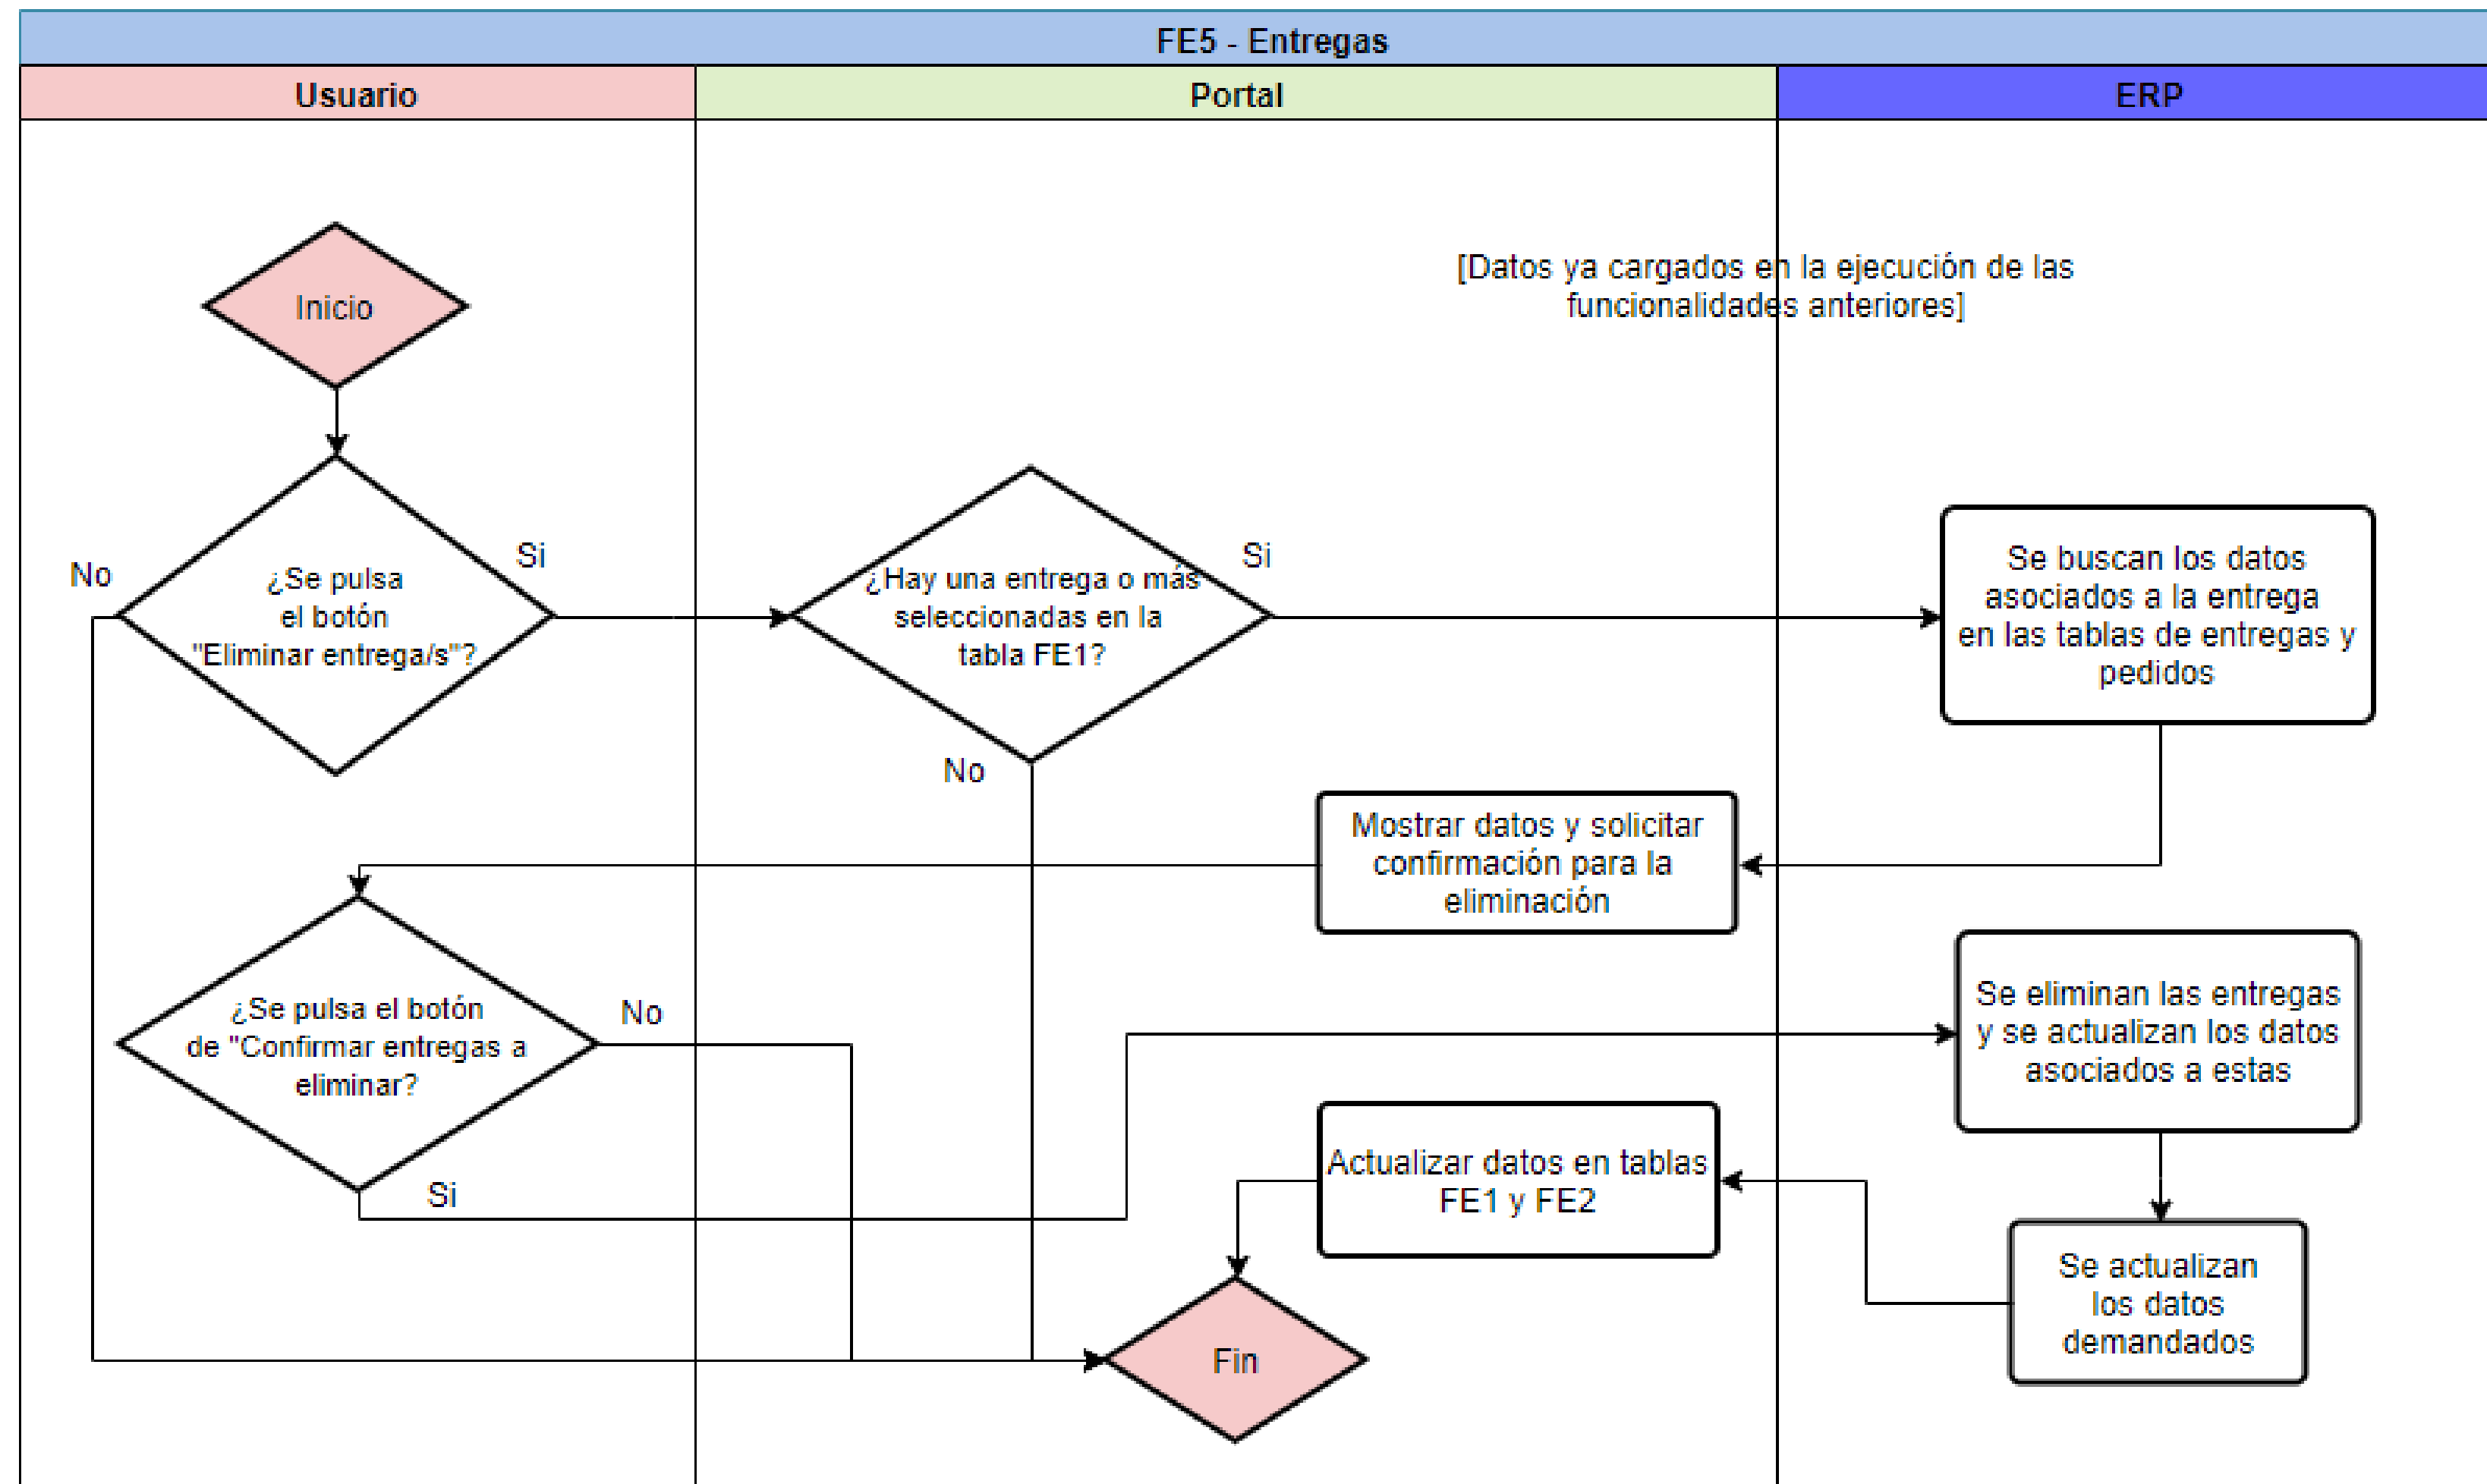 FE5 - Entregas
Usuario
Portal
ERP
[Datos ya cargados en la ejecución de las
funcionalidades anteriores]
Inicio
No
¿Se pulsa
el botón
"Eliminar entrega/s"?
Si
¿Hay una entrega o más
seleccionadas en la
tabla FE1?
Si
No
Se buscan los datos
asociados a la entrega
en las tablas de entregas y
pedidos
Mostrar datos y solicitar
confirmación para la
eliminación
¿Se pulsa el botón
de "Confirmar entregas a
eliminar?
No
Si
Se eliminan las entregas
y se actualizan los datos
asociados a estas
Actualizar datos en tablas
FE1 y FE2
Se actualizan
los datos
demandados
Fin